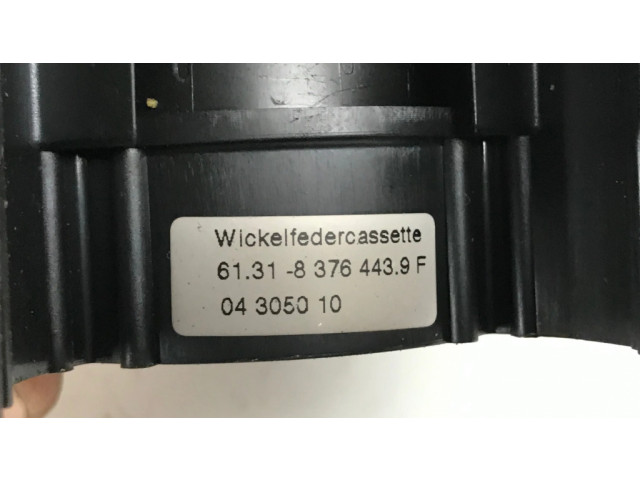 Wickelfedercassette
61.31 -8 376 443.9 F
04 3050 10